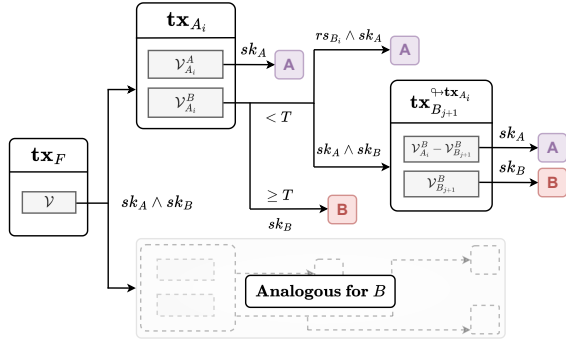 tx_{A_i}
V^A_{A_i}
sk_A
A
V^B_{A_i}
rs_{B_i} ∧ sk_A
A
< T
sk_A ∧ sk_B
tx_{B_{j+1}}^{↬tx_{A_i}}
V^B_{A_i} − V^B_{B_{j+1}}
sk_A
A
V^B_{B_{j+1}}
sk_B
B
tx_F
V
sk_A ∧ sk_B
≥ T
sk_B
B
Analogous for B